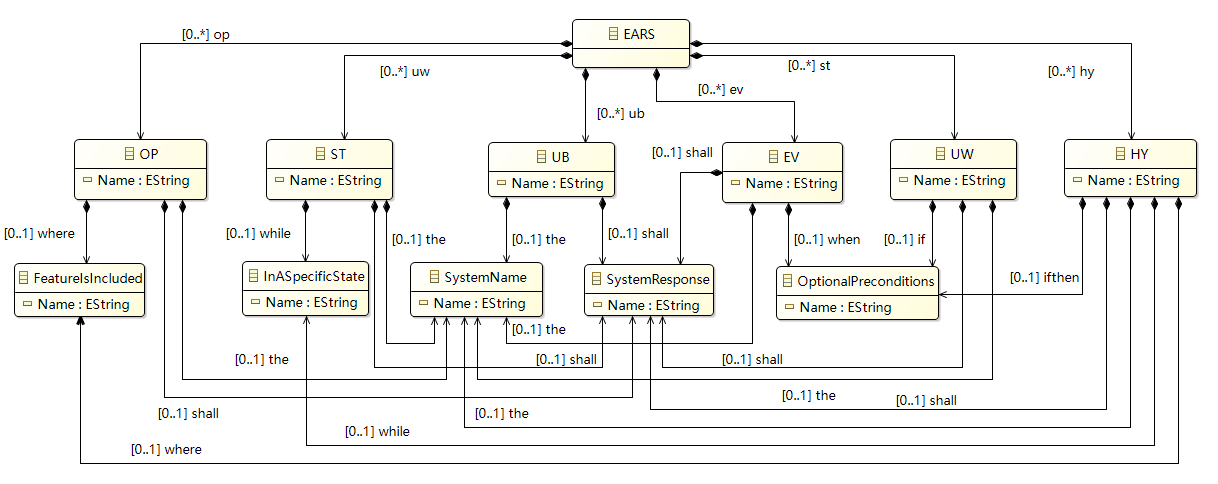 EARS
[0..*] op
[0..*] uw
[0..*] st
[0..*] hy
[0..*] ev
[0..*] ub
OP
Name : EString
ST
Name : EString
UB
Name : EString
[0..1] shall
EV
Name : EString
UW
Name : EString
HY
Name : EString
[0..1] where
[0..1] while
[0..1] the
[0..1] the
[0..1] shall
[0..1] when
[0..1] if
[0..1] ifthen
FeatureIsIncluded
Name : EString
InASpecificState
Name : EString
SystemName
Name : EString
SystemResponse
Name : EString
OptionalPreconditions
Name : EString
[0..1] the
[0..1] the
[0..1] shall
[0..1] shall
[0..1] the
[0..1] shall
[0..1] shall
[0..1] the
[0..1] while
[0..1] where